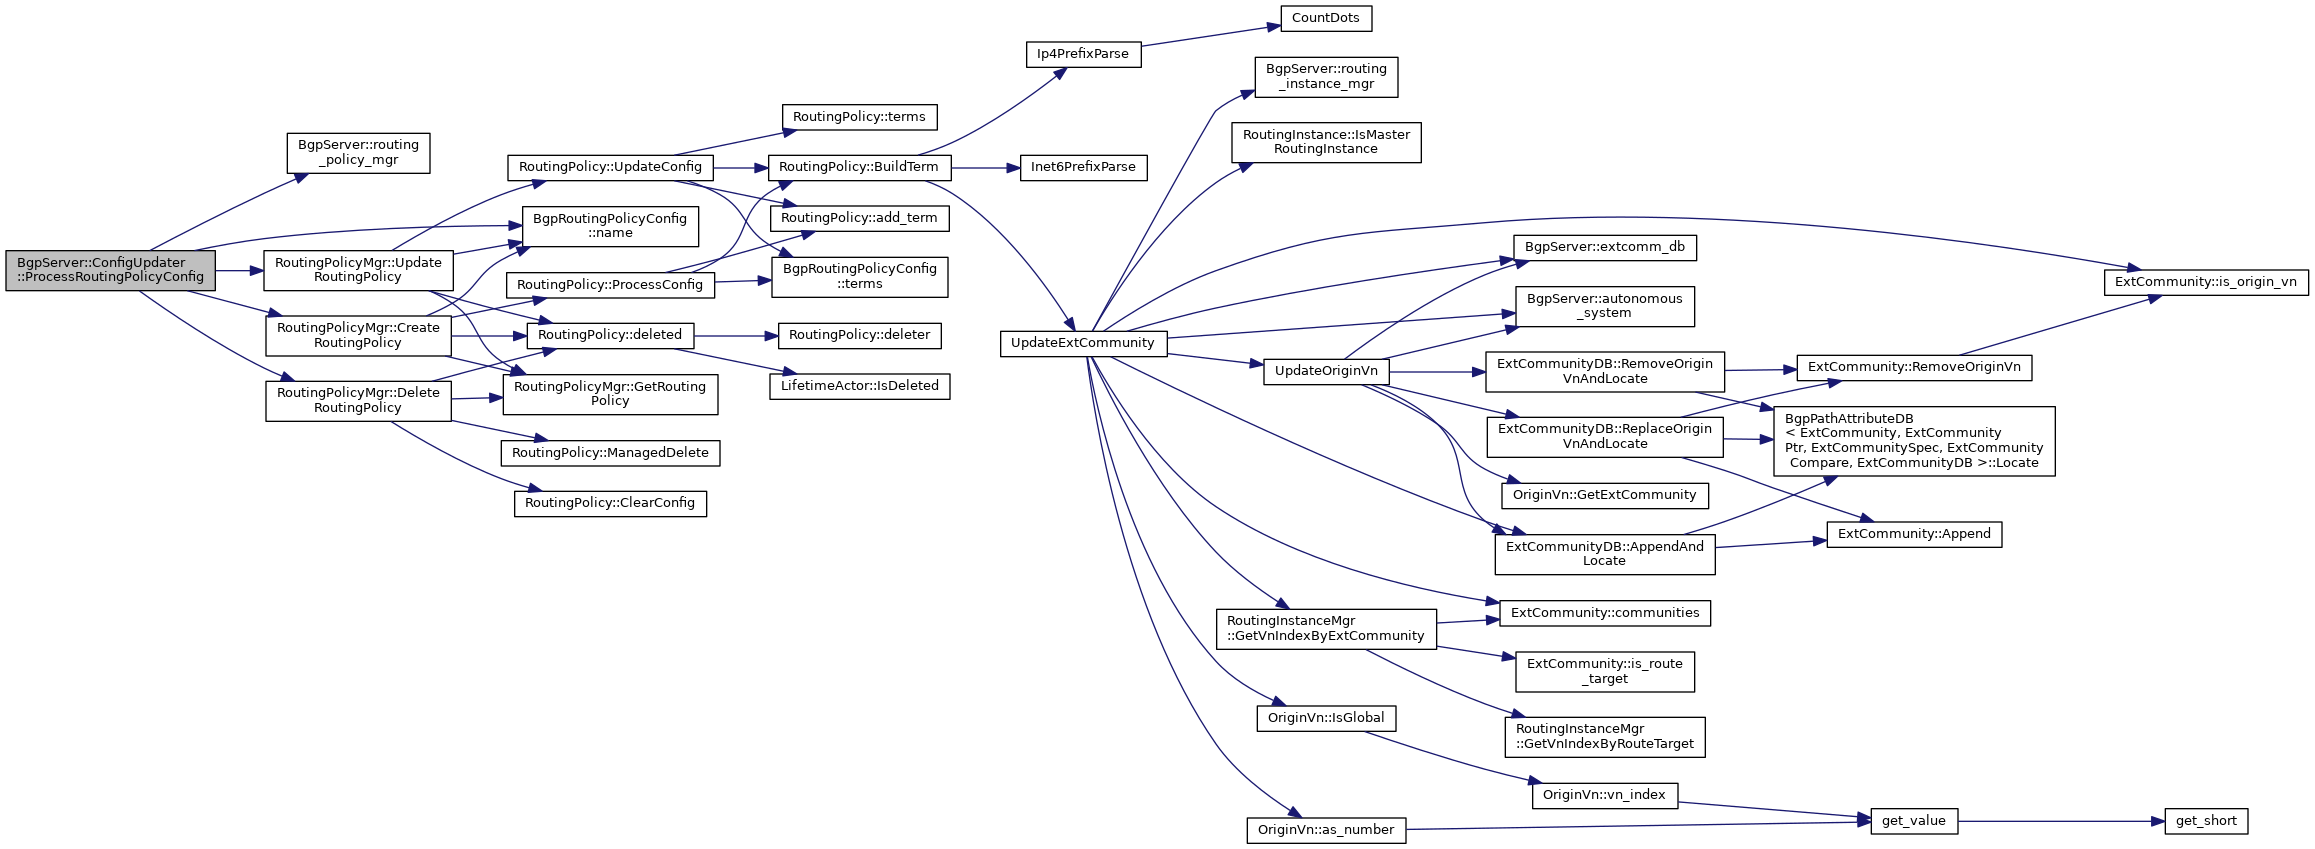 BgpServer::ConfigUpdater
::ProcessRoutingPolicyConfig
BgpServer::routing
_policy_mgr
RoutingPolicyMgr::Update
RoutingPolicy
RoutingPolicyMgr::Create
RoutingPolicy
RoutingPolicyMgr::Delete
RoutingPolicy
RoutingPolicy::UpdateConfig
BgpRoutingPolicyConfig
::name
RoutingPolicy::ProcessConfig
RoutingPolicy::deleted
RoutingPolicyMgr::GetRouting
Policy
RoutingPolicy::ManagedDelete
RoutingPolicy::ClearConfig
RoutingPolicy::terms
RoutingPolicy::BuildTerm
RoutingPolicy::add_term
BgpRoutingPolicyConfig
::terms
RoutingPolicy::deleter
LifetimeActor::IsDeleted
Ip4PrefixParse
Inet6PrefixParse
UpdateExtCommunity
CountDots
BgpServer::routing
_instance_mgr
RoutingInstance::IsMaster
RoutingInstance
UpdateOriginVn
RoutingInstanceMgr
::GetVnIndexByExtCommunity
OriginVn::IsGlobal
OriginVn::as_number
BgpServer::extcomm_db
BgpServer::autonomous
_system
ExtCommunityDB::RemoveOrigin
VnAndLocate
ExtCommunityDB::ReplaceOrigin
VnAndLocate
OriginVn::GetExtCommunity
ExtCommunityDB::AppendAnd
Locate
ExtCommunity::communities
ExtCommunity::is_route
_target
RoutingInstanceMgr
::GetVnIndexByRouteTarget
OriginVn::vn_index
ExtCommunity::RemoveOriginVn
BgpPathAttributeDB
< ExtCommunity, ExtCommunity
Ptr, ExtCommunitySpec, ExtCommunity
Compare, ExtCommunityDB >::Locate
ExtCommunity::Append
get_value
ExtCommunity::is_origin_vn
get_short